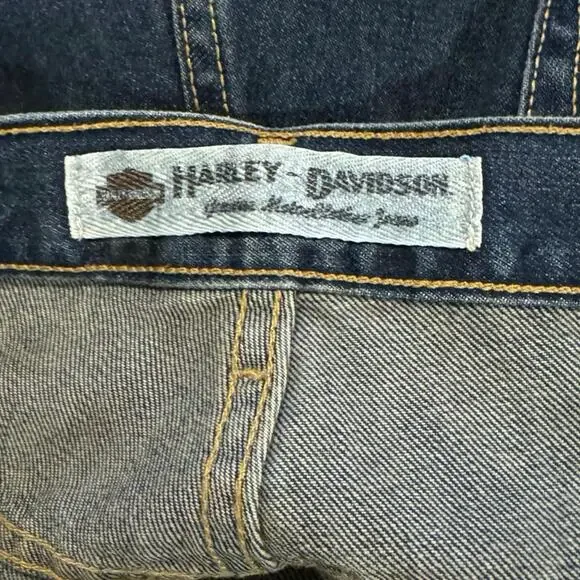 HARLEY-DAVIDSON
Genuine MotorClothes Jeans